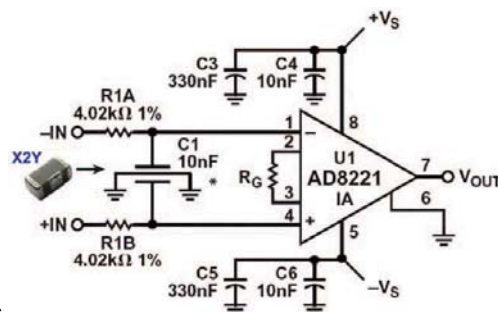 +VS
C3
330nF
C4
10nF
R1A
4.02kΩ 1%
–IN
1
–
2
8
X2Y
C1
10nF
*
RG
U1
AD8221
IA
7
VOUT
6
3
4
+
5
+IN
R1B
4.02kΩ 1%
C5
330nF
C6
10nF
–VS
.